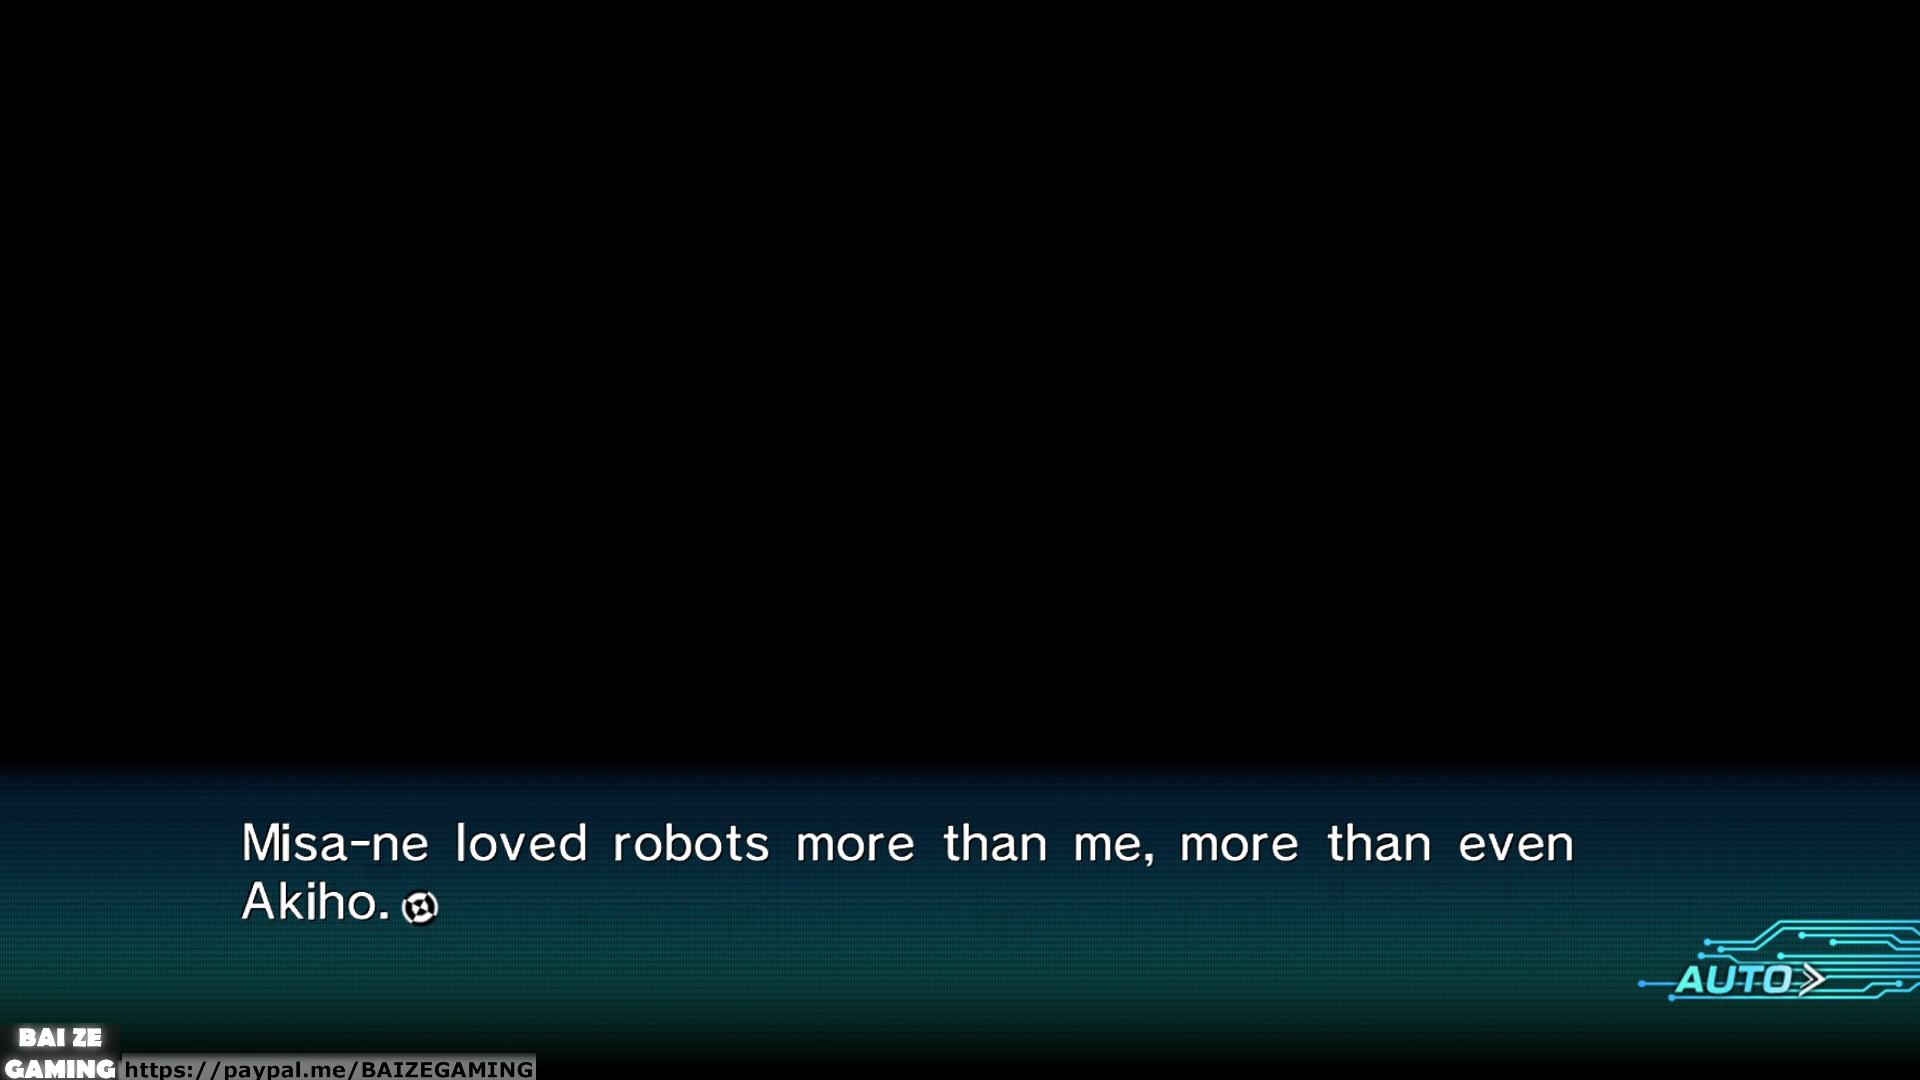 Misa-ne loved robots more than me, more than even
Akiho.
AUTO
BAI ZE
GAMING https://paypal.me/BAIZEGAMING